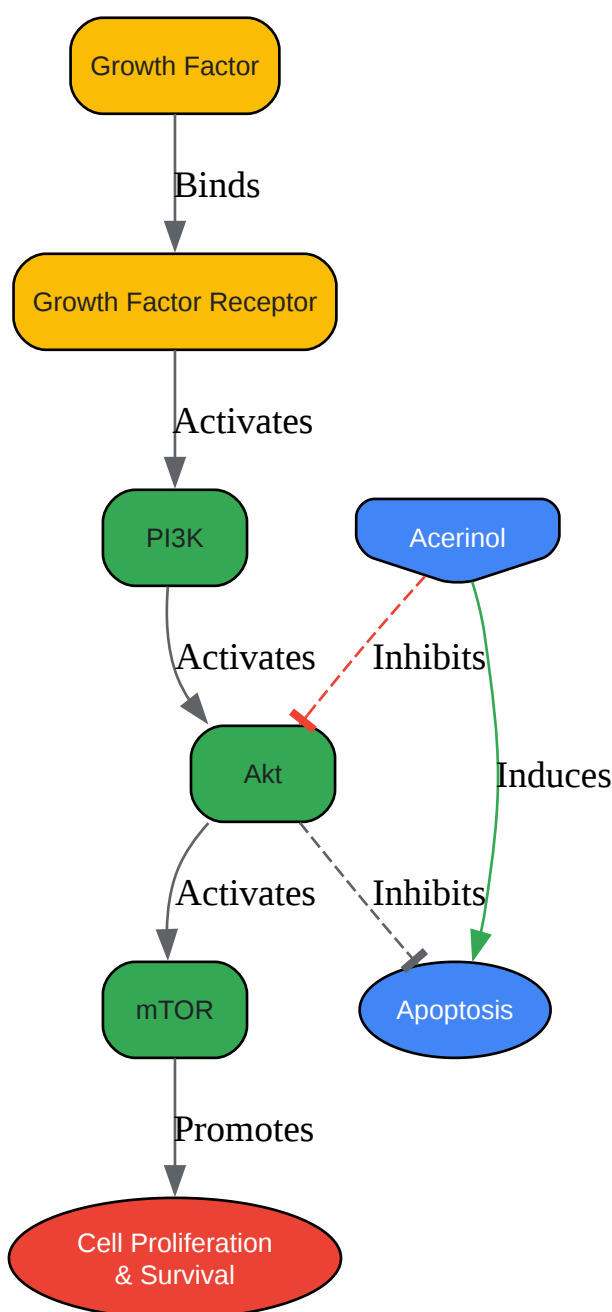 Growth Factor
Binds
Growth Factor Receptor
Activates
PI3K
Acerinol
Activates
Inhibits
Akt
Induces
Activates
Inhibits
mTOR
Apoptosis
Promotes
Cell Proliferation
& Survival